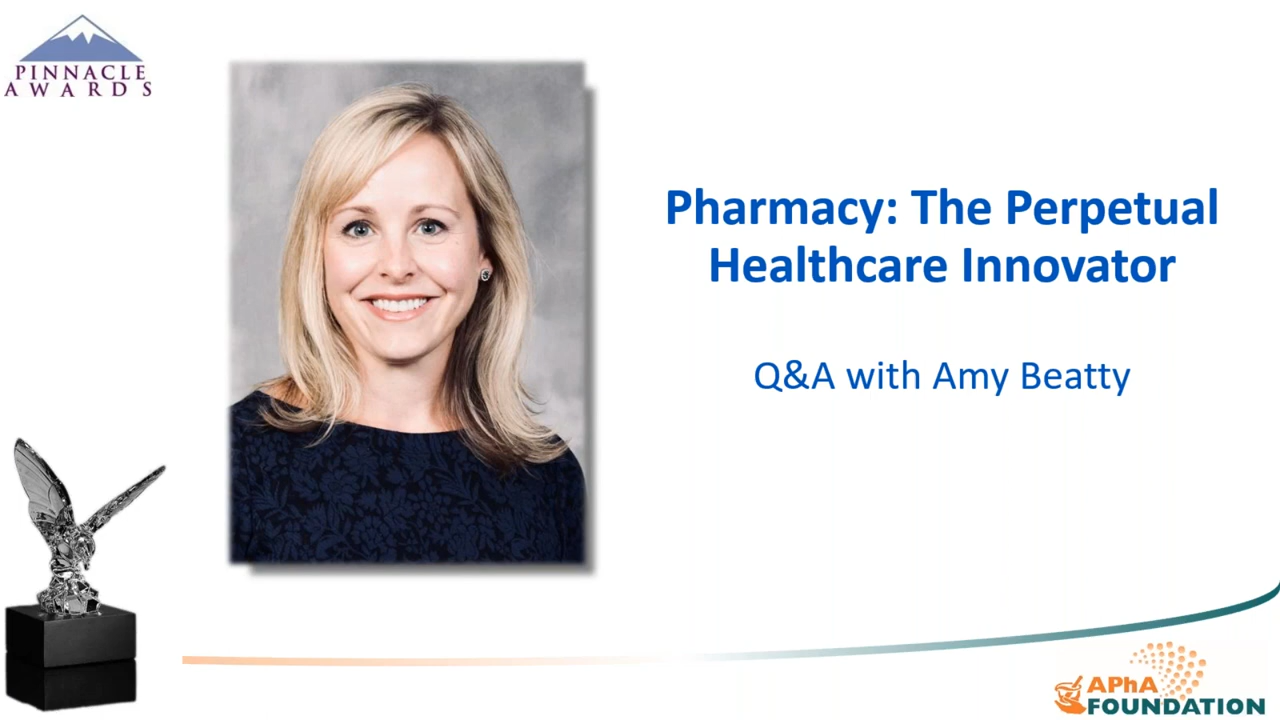 PINNACLE
AWARDS
Pharmacy: The Perpetual
Healthcare Innovator
Q&A with Amy Beatty
APhA
FOUNDATION